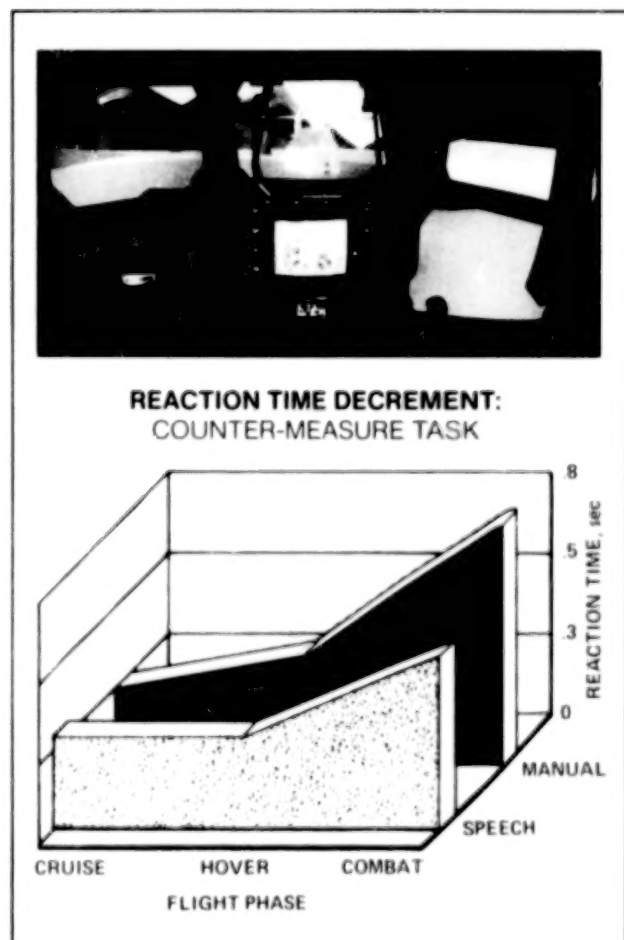 REACTION TIME DECREMENT:
COUNTER-MEASURE TASK
.8
.5
.3
0
REACTION TIME, sec
MANUAL
SPEECH
CRUISE HOVER COMBAT
FLIGHT PHASE